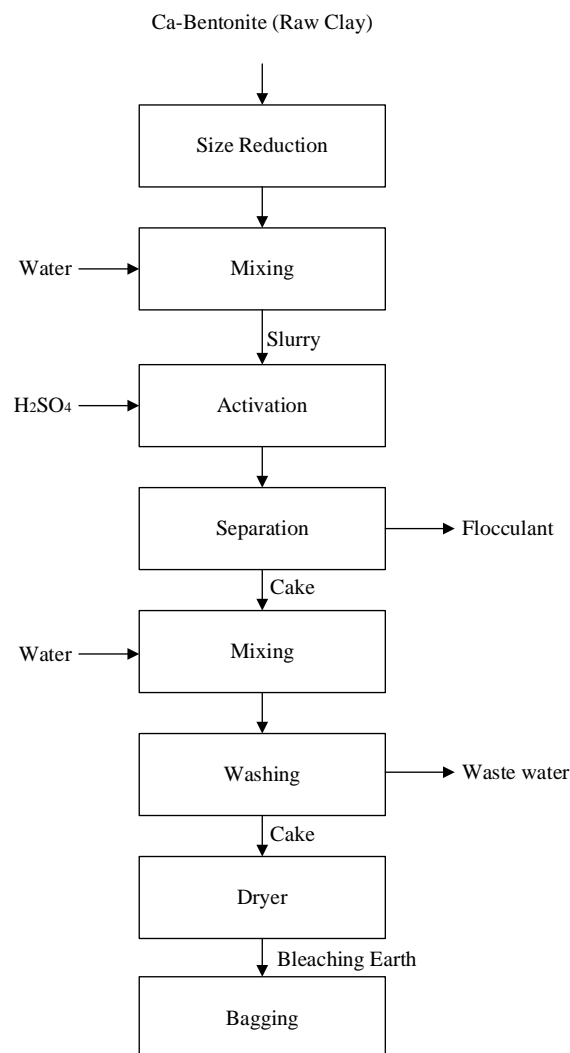 Ca-Bentonite (Raw Clay)
Size Reduction
Water
Mixing
Slurry
H₂SO₄
Activation
Separation
Flocculant
Cake
Water
Mixing
Washing
Waste water
Cake
Dryer
Bleaching Earth
Bagging